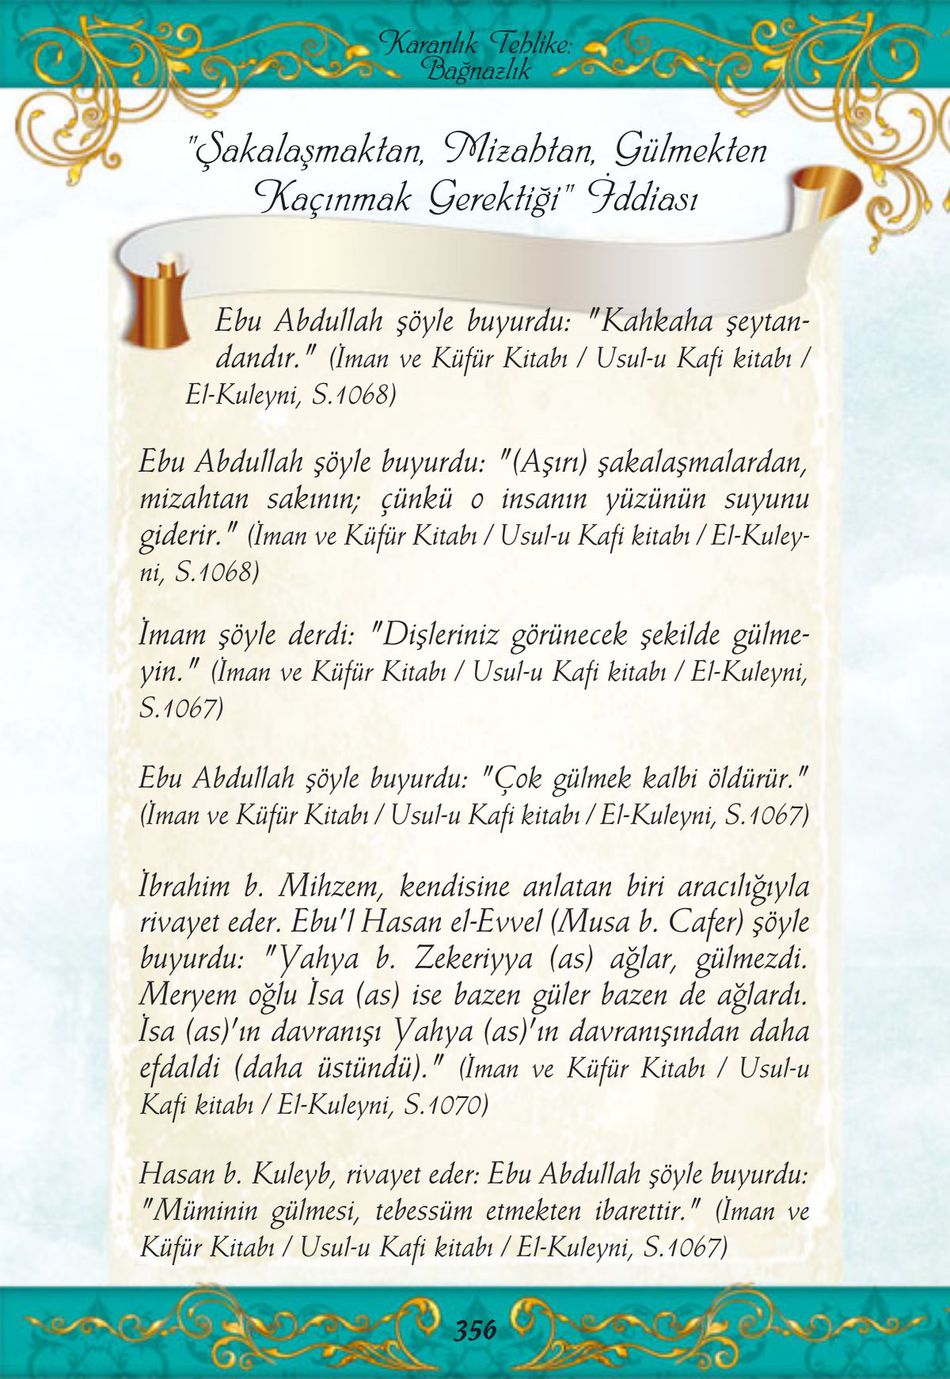 Karanlık Tehlike:
Bağnazlık
"Şakalaşmaktan, Mizahtan, Gülmekten
Kaçınmak Gerektiği" İddiası
Ebu Abdullah şöyle buyurdu: "Kahkaha şeytan-
dandır." (İman ve Küfür Kitabı / Usul-u Kafi kitabı /
El-Kuleyni, S.1068)
Ebu Abdullah şöyle buyurdu: "(Aşırı) şakalaşmalardan,
mizahtan sakının; çünkü o insanın yüzünün suyunu
giderir." (İman ve Küfür Kitabı / Usul-u Kafi kitabı / El-Kuley-
ni, S.1068)
İmam şöyle derdi: "Dişleriniz görünecek şekilde gülme-
yin." (İman ve Küfür Kitabı / Usul-u Kafi kitabı / El-Kuleyni,
S.1067)
Ebu Abdullah şöyle buyurdu: "Çok gülmek kalbi öldürür."
(İman ve Küfür Kitabı / Usul-u Kafi kitabı / El-Kuleyni, S.1067)
İbrahim b. Mihzem, kendisine anlatan biri aracılığıyla
rivayet eder. Ebu'l Hasan el-Evvel (Musa b. Cafer) şöyle
buyurdu: "Yahya b. Zekeriyya (as) ağlar, gülmezdi.
Meryem oğlu İsa (as) ise bazen güler bazen de ağlardı.
İsa (as)'ın davranışı Yahya (as)'ın davranışından daha
efdaldi (daha üstündü)." (İman ve Küfür Kitabı / Usul-u
Kafi kitabı / El-Kuleyni, S.1070)
Hasan b. Kuleyb, rivayet eder: Ebu Abdullah şöyle buyurdu:
"Müminin gülmesi, tebessüm etmekten ibarettir." (İman ve
Küfür Kitabı / Usul-u Kafi kitabı / El-Kuleyni, S.1067)
356